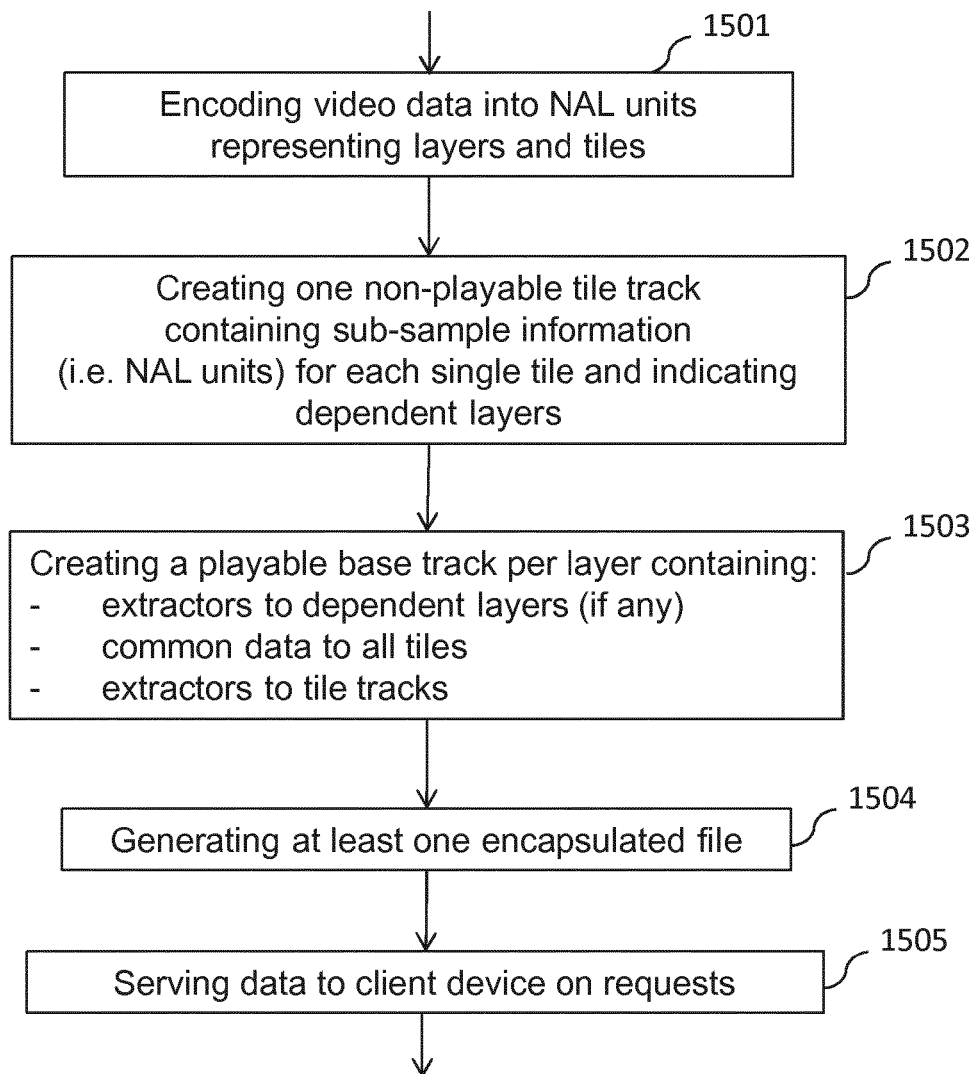 1501
Encoding video data into NAL units
representing layers and tiles
1502
Creating one non-playable tile track
containing sub-sample information
(i.e. NAL units) for each single tile and indicating
dependent layers
1503
Creating a playable base track per layer containing:
- extractors to dependent layers (if any)
- common data to all tiles
- extractors to tile tracks
1504
Generating at least one encapsulated file
1505
Serving data to client device on requests